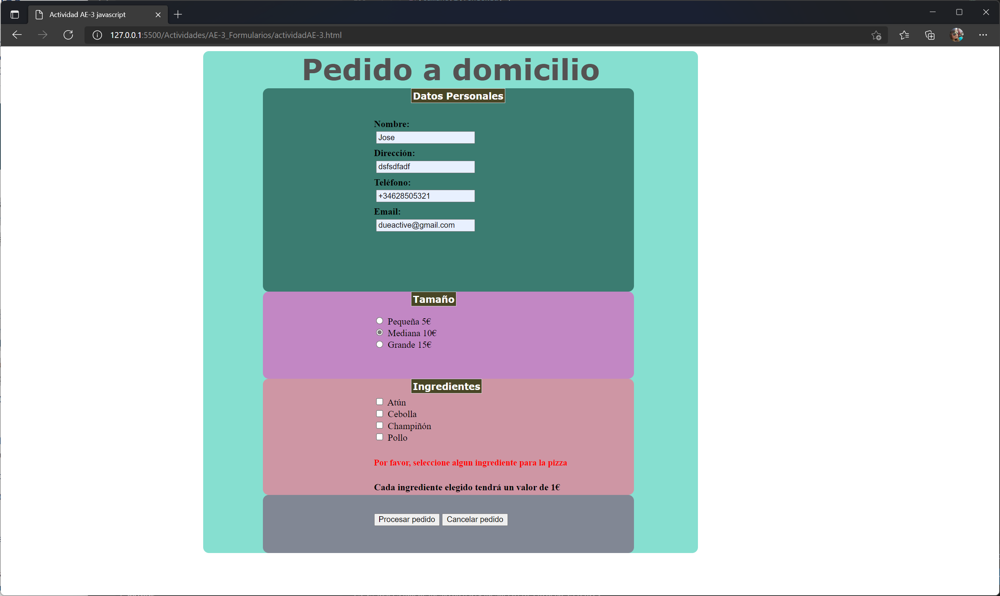 Actividad AE-3 javascript
127.0.0.1:5500/Actividades/AE-3_Formularios/actividadAE-3.html
Pedido a domicilio
Datos Personales
Nombre:
Jose
Dirección:
dsfsdfadf
Teléfono:
+34628505321
Email:
dueactive@gmail.com
Tamaño
Pequeña 5€
Mediana 10€
Grande 15€
Ingredientes
Atún
Cebolla
Champiñón
Pollo
Por favor, seleccione algun ingrediente para la pizza
Cada ingrediente elegido tendrá un valor de 1€
Procesar pedido Cancelar pedido